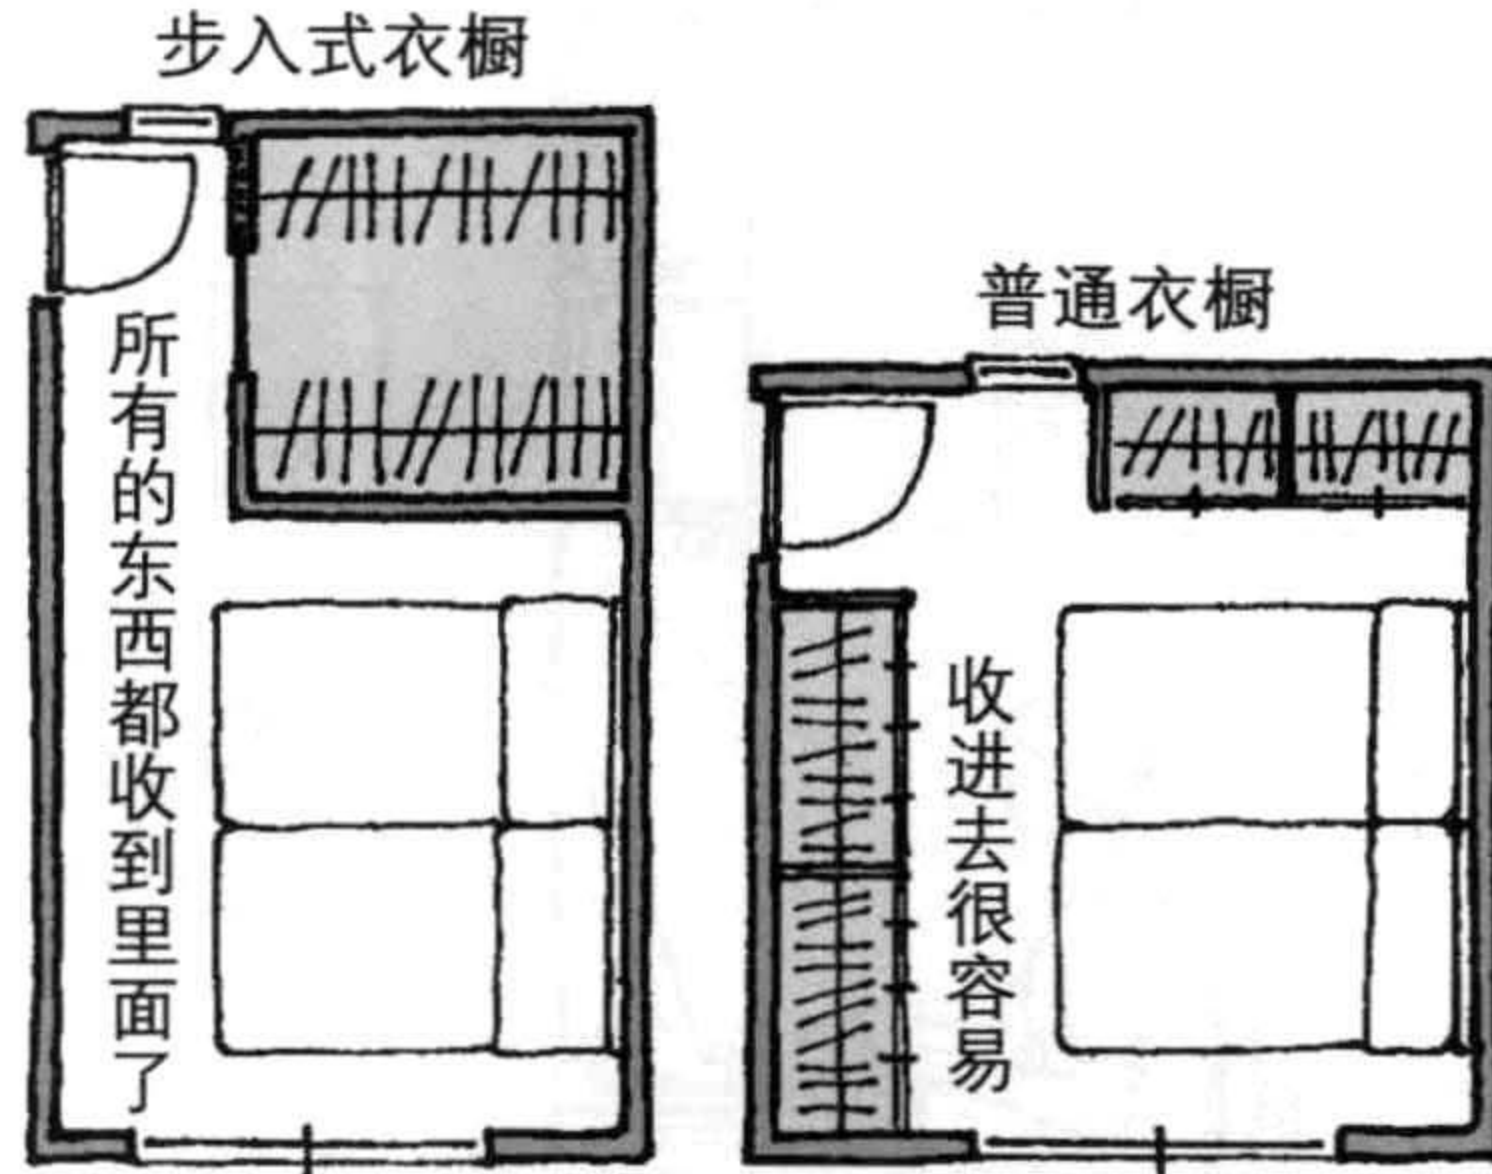 步入式衣橱
所有的东西都收到里面了
普通衣橱
收进去很容易